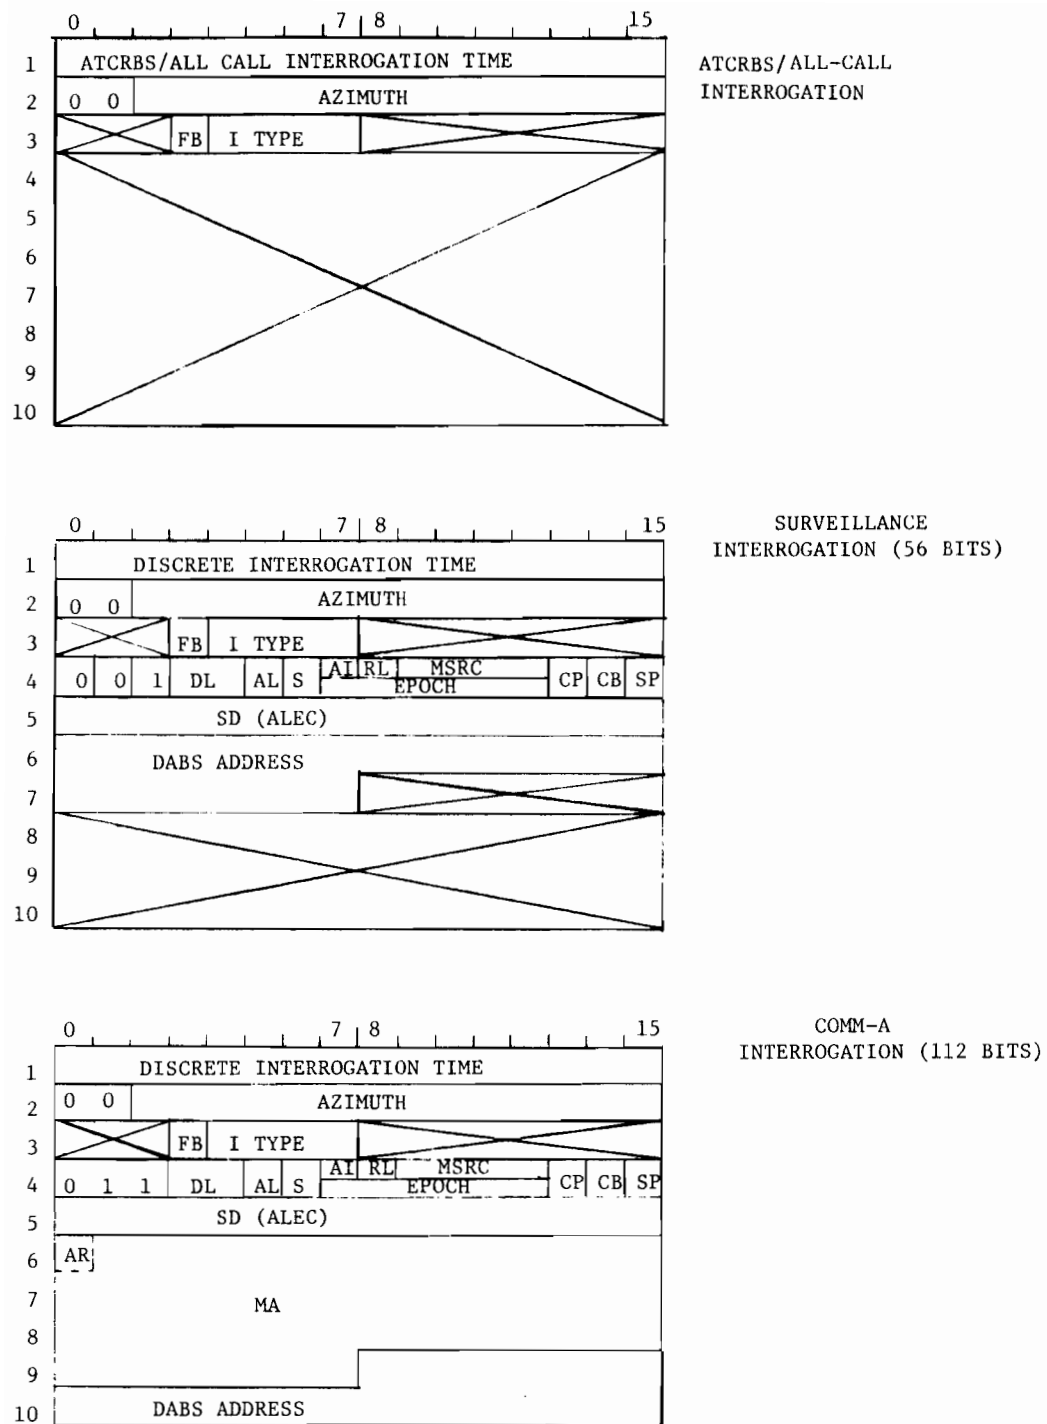 0 7 8 15
1 ATCRBS/ALL CALL INTERROGATION TIME
ATCRBS/ALL-CALL
INTERROGATION
2 0 0 AZIMUTH
3 FB I TYPE
4
5
6
7
8
9
10
0 7 8 15
SURVEILLANCE
INTERROGATION (56 BITS)
1 DISCRETE INTERROGATION TIME
2 0 0 AZIMUTH
3 FB I TYPE
4 0 0 1 DL AL S AI RL MSRC CP CB SP
EPOCH
5 SD (ALEC)
6 DABS ADDRESS
7
8
9
10
0 7 8 15
COMM-A
INTERROGATION (112 BITS)
1 DISCRETE INTERROGATION TIME
2 0 0 AZIMUTH
3 FB I TYPE
4 0 1 1 DL AL S AI RL MSRC CP CB SP
EPOCH
5 SD (ALEC)
6 AR
7 MA
8
9
10 DABS ADDRESS